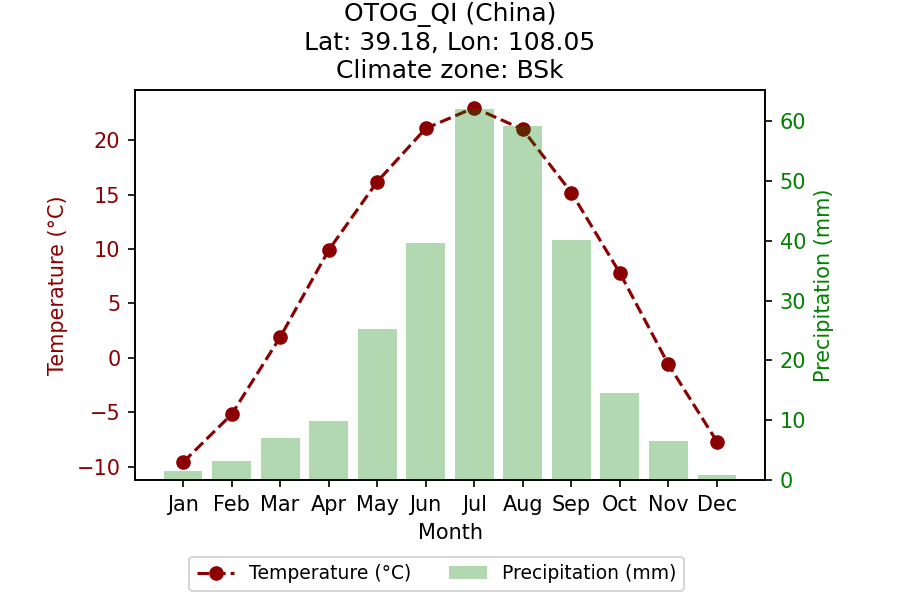 OTOG_QI (China)
Lat: 39.18, Lon: 108.05
Climate zone: BSk
Temperature (°C)
20
15
10
5
0
−5
−10
60
50
40
30
20
10
0
Precipitation (mm)
Jan Feb Mar Apr May Jun Jul Aug Sep Oct Nov Dec
Month
Temperature (°C) Precipitation (mm)